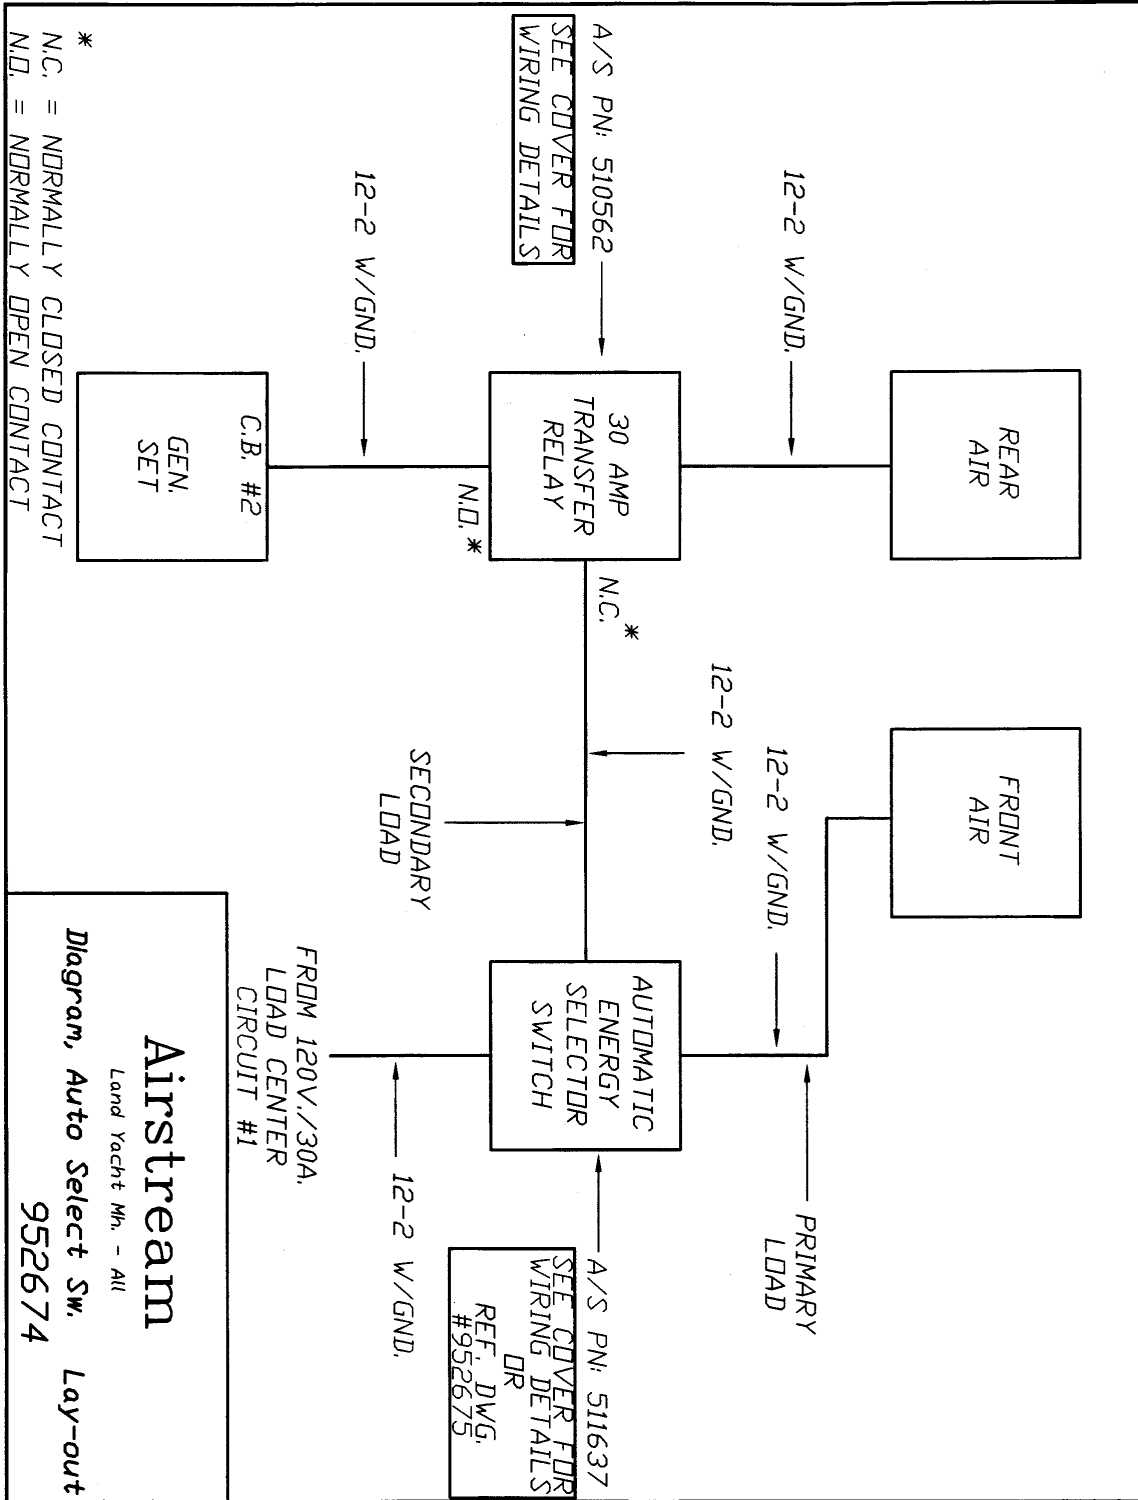 REAR
AIR
FRONT
AIR
12-2 W/GND.
12-2 W/GND.
12-2 W/GND.
PRIMARY
LOAD
A/S PN: 510562
SEE COVER FOR
WIRING DETAILS
30 AMP
TRANSFER
RELAY
N.C. *
N.O. *
AUTOMATIC
ENERGY
SELECTOR
SWITCH
A/S PN: 511637
SEE COVER FOR
WIRING DETAILS
OR
REF. DWG.
#952675
SECONDARY
LOAD
12-2 W/GND.
12-2 W/GND.
FROM 120V./30A.
LOAD CENTER
CIRCUIT #1
C.B. #2
GEN.
SET
*
N.C. = NORMALLY CLOSED CONTACT
N.O. = NORMALLY OPEN CONTACT
Airstream
Land Yacht Mh. - All
Diagram, Auto Select Sw. Lay-out
952674